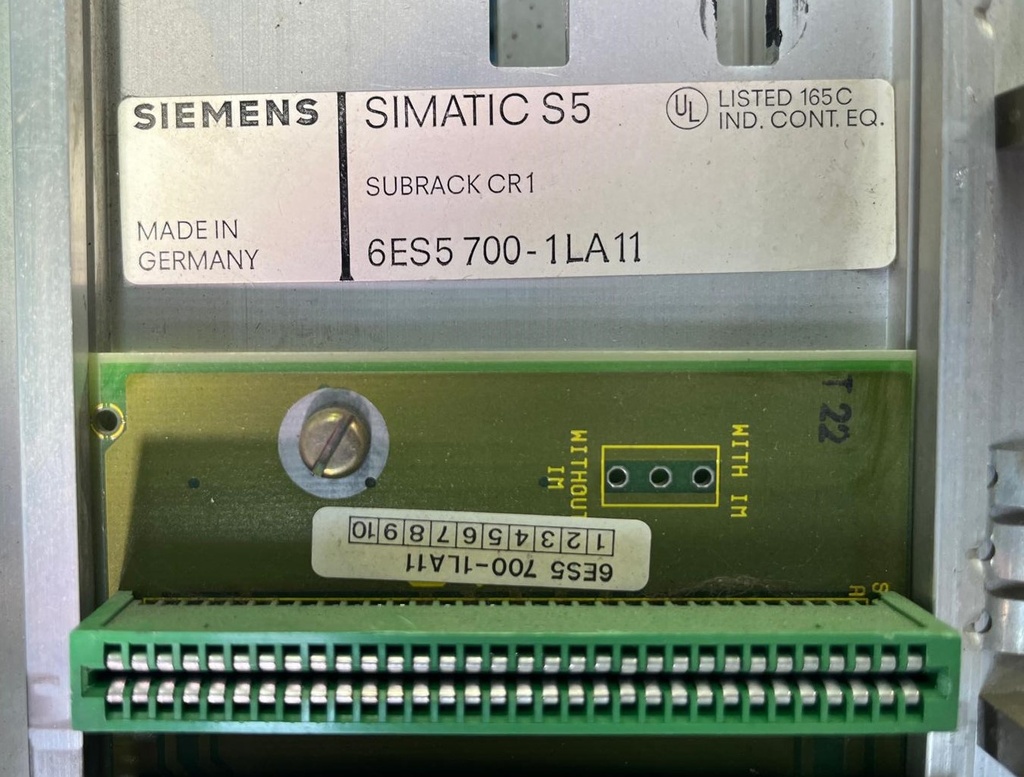 SIEMENS
SIMATIC S5
UL
LISTED 165C
IND. CONT. EQ.
SUBRACK CR1
MADE IN
GERMANY
6ES5 700-1LA11
T 22
WITHOUT
IM
WITH IM
6ES5 700-1LA11
1 2 3 4 5 6 7 8 9 10